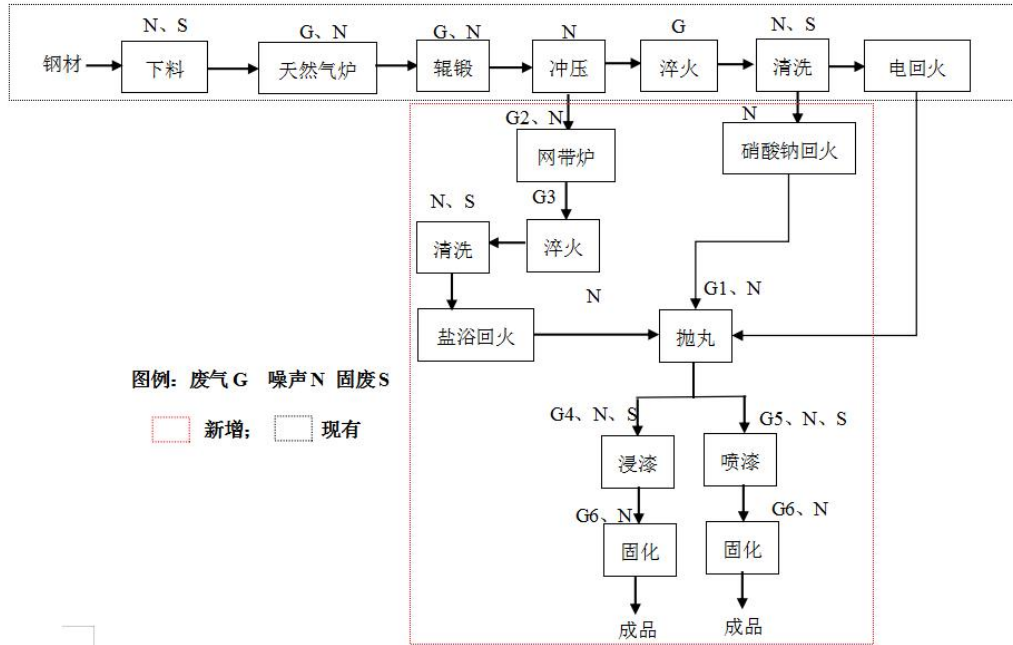 N、S
G、N
G、N
N
G
N、S
钢材
下料
天然气炉
辊锻
冲压
淬火
清洗
电回火
G2、N
N
网带炉
硝酸钠回火
G3
N、S
清洗
淬火
N
G1、N
盐浴回火
抛丸
图例：废气 G 噪声 N 固废 S
新增； 现有
G4、N、S
G5、N、S
浸漆
喷漆
G6、N
G6、N
固化
固化
成品
成品